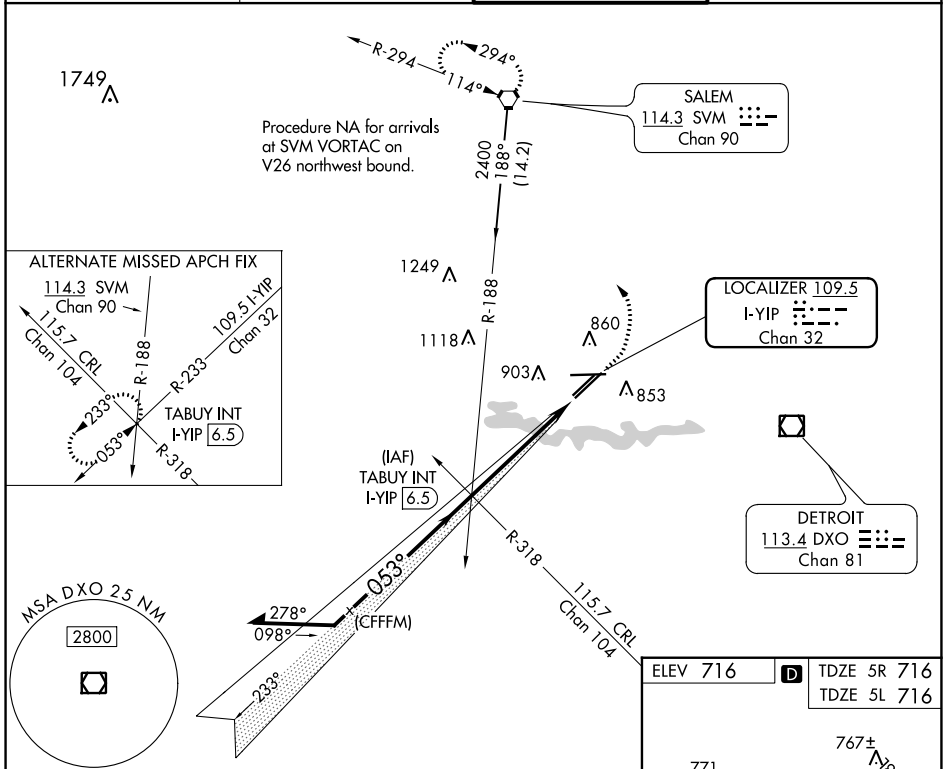 1749
R-294
294°
114°
SALEM
114.3 SVM
Chan 90
Procedure NA for arrivals
at SVM VORTAC on
V26 northwest bound.
2400
188°
(14.2)
ALTERNATE MISSED APCH FIX
114.3 SVM
Chan 90
115.7 CRL
Chan 104
109.5 I-YIP
Chan 32
R-188
R-233
233°
053°
TABUY INT
I-YIP 6.5
R-318
1249
R-188
1118
903
860
853
LOCALIZER 109.5
I-YIP
Chan 32
(IAF)
TABUY INT
I-YIP 6.5
DETROIT
113.4 DXO
Chan 81
R-318
115.7 CRL
Chan 104
053°
278°
098°
(CFFFM)
233°
MSA DXO 25 NM
2800
ELEV 716
D
TDZE 5R 716
TDZE 5L 716
767±
771